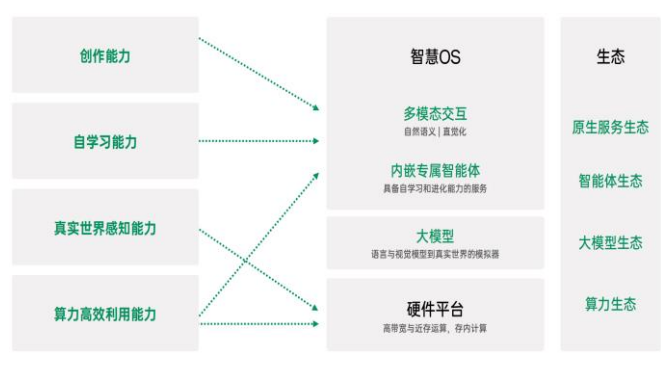 创作能力
自学习能力
真实世界感知能力
算力高效利用能力
智慧OS
多模态交互
自然语义 | 直觉化
内嵌专属智能体
具备自学习和进化能力的服务
大模型
语言与视觉模型到真实世界的模拟器
硬件平台
高带宽与近存运算，存内计算
生态
原生服务生态
智能体生态
大模型生态
算力生态